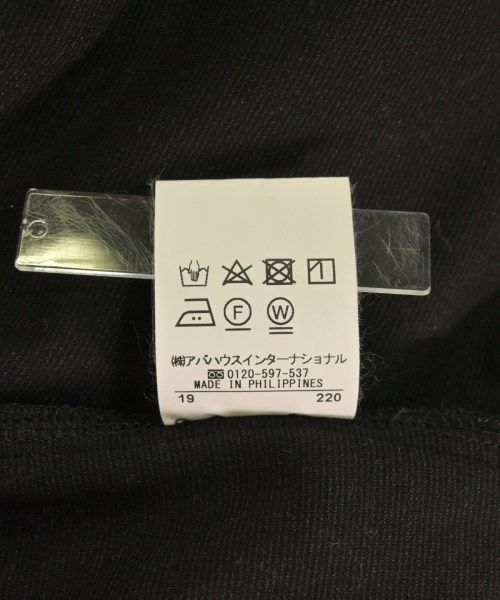 F W
㈱アバハウスインターナショナル
0120-597-537
MADE IN PHILIPPINES
19 220